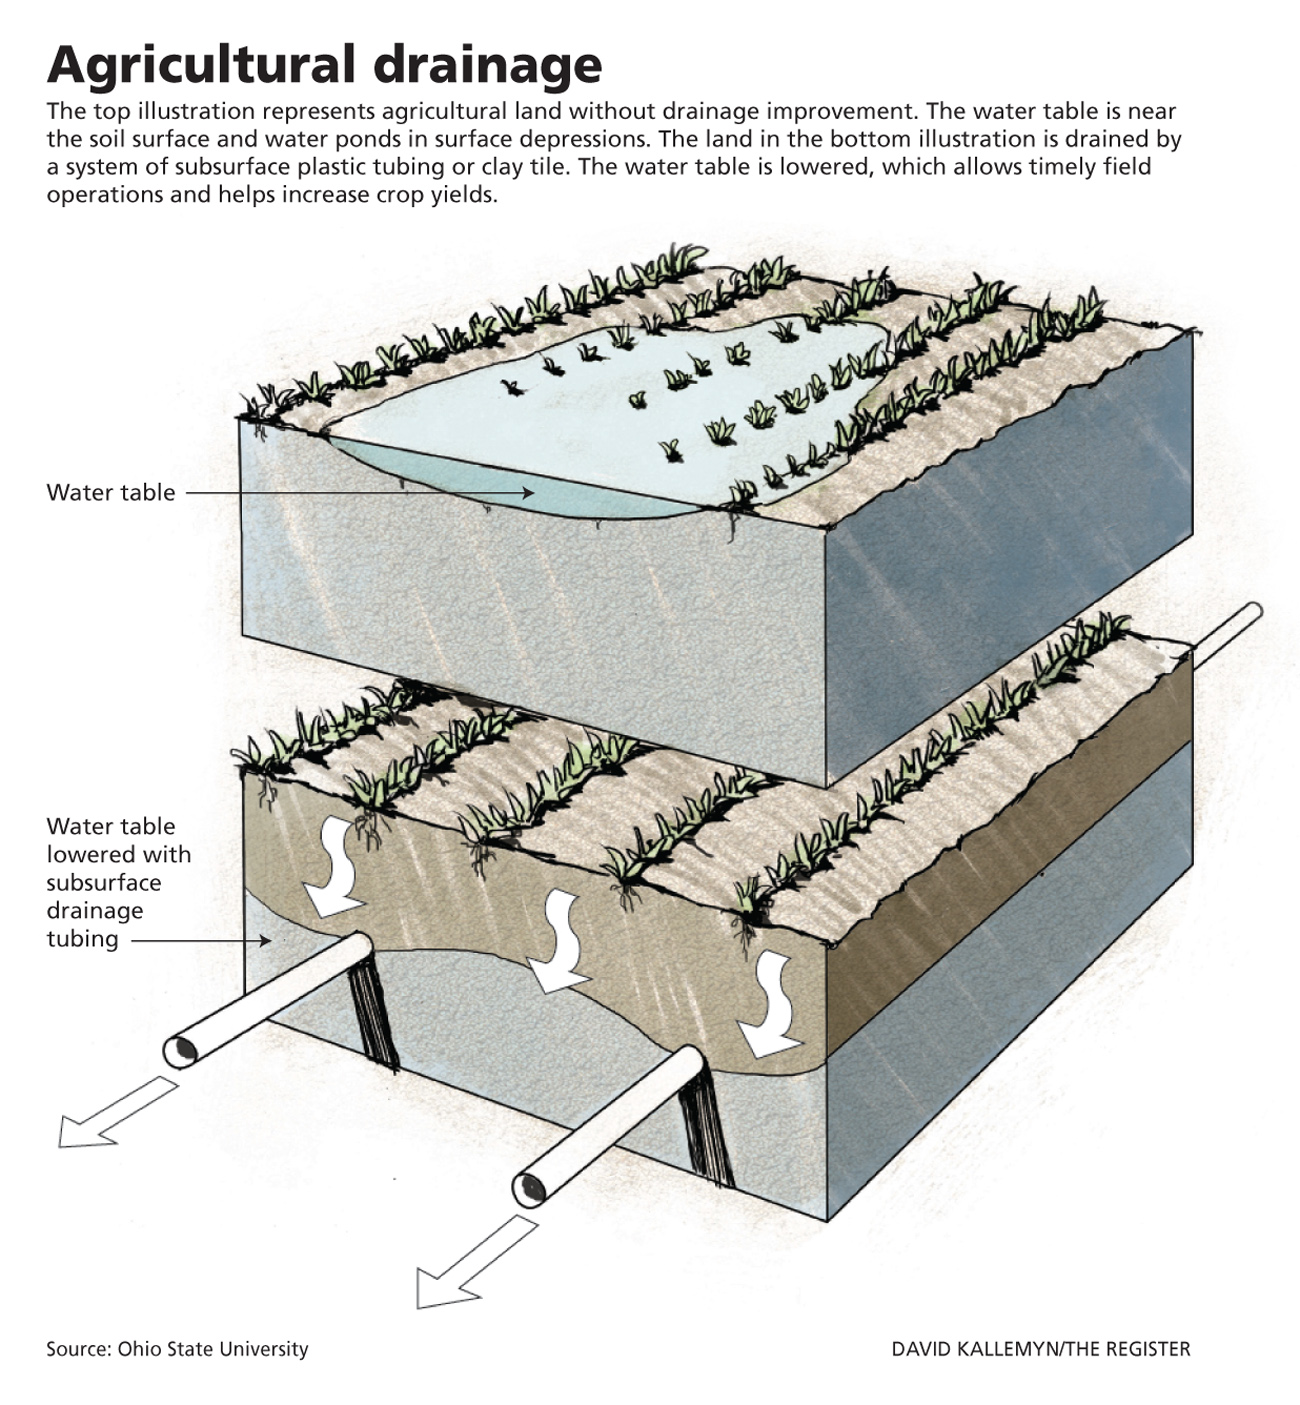 Agricultural drainage
The top illustration represents agricultural land without drainage improvement. The water table is near
the soil surface and water ponds in surface depressions. The land in the bottom illustration is drained by
a system of subsurface plastic tubing or clay tile. The water table is lowered, which allows timely field
operations and helps increase crop yields.
Water table
Water table
lowered with
subsurface
drainage
tubing
Source: Ohio State University
DAVID KALLEMYN/THE REGISTER